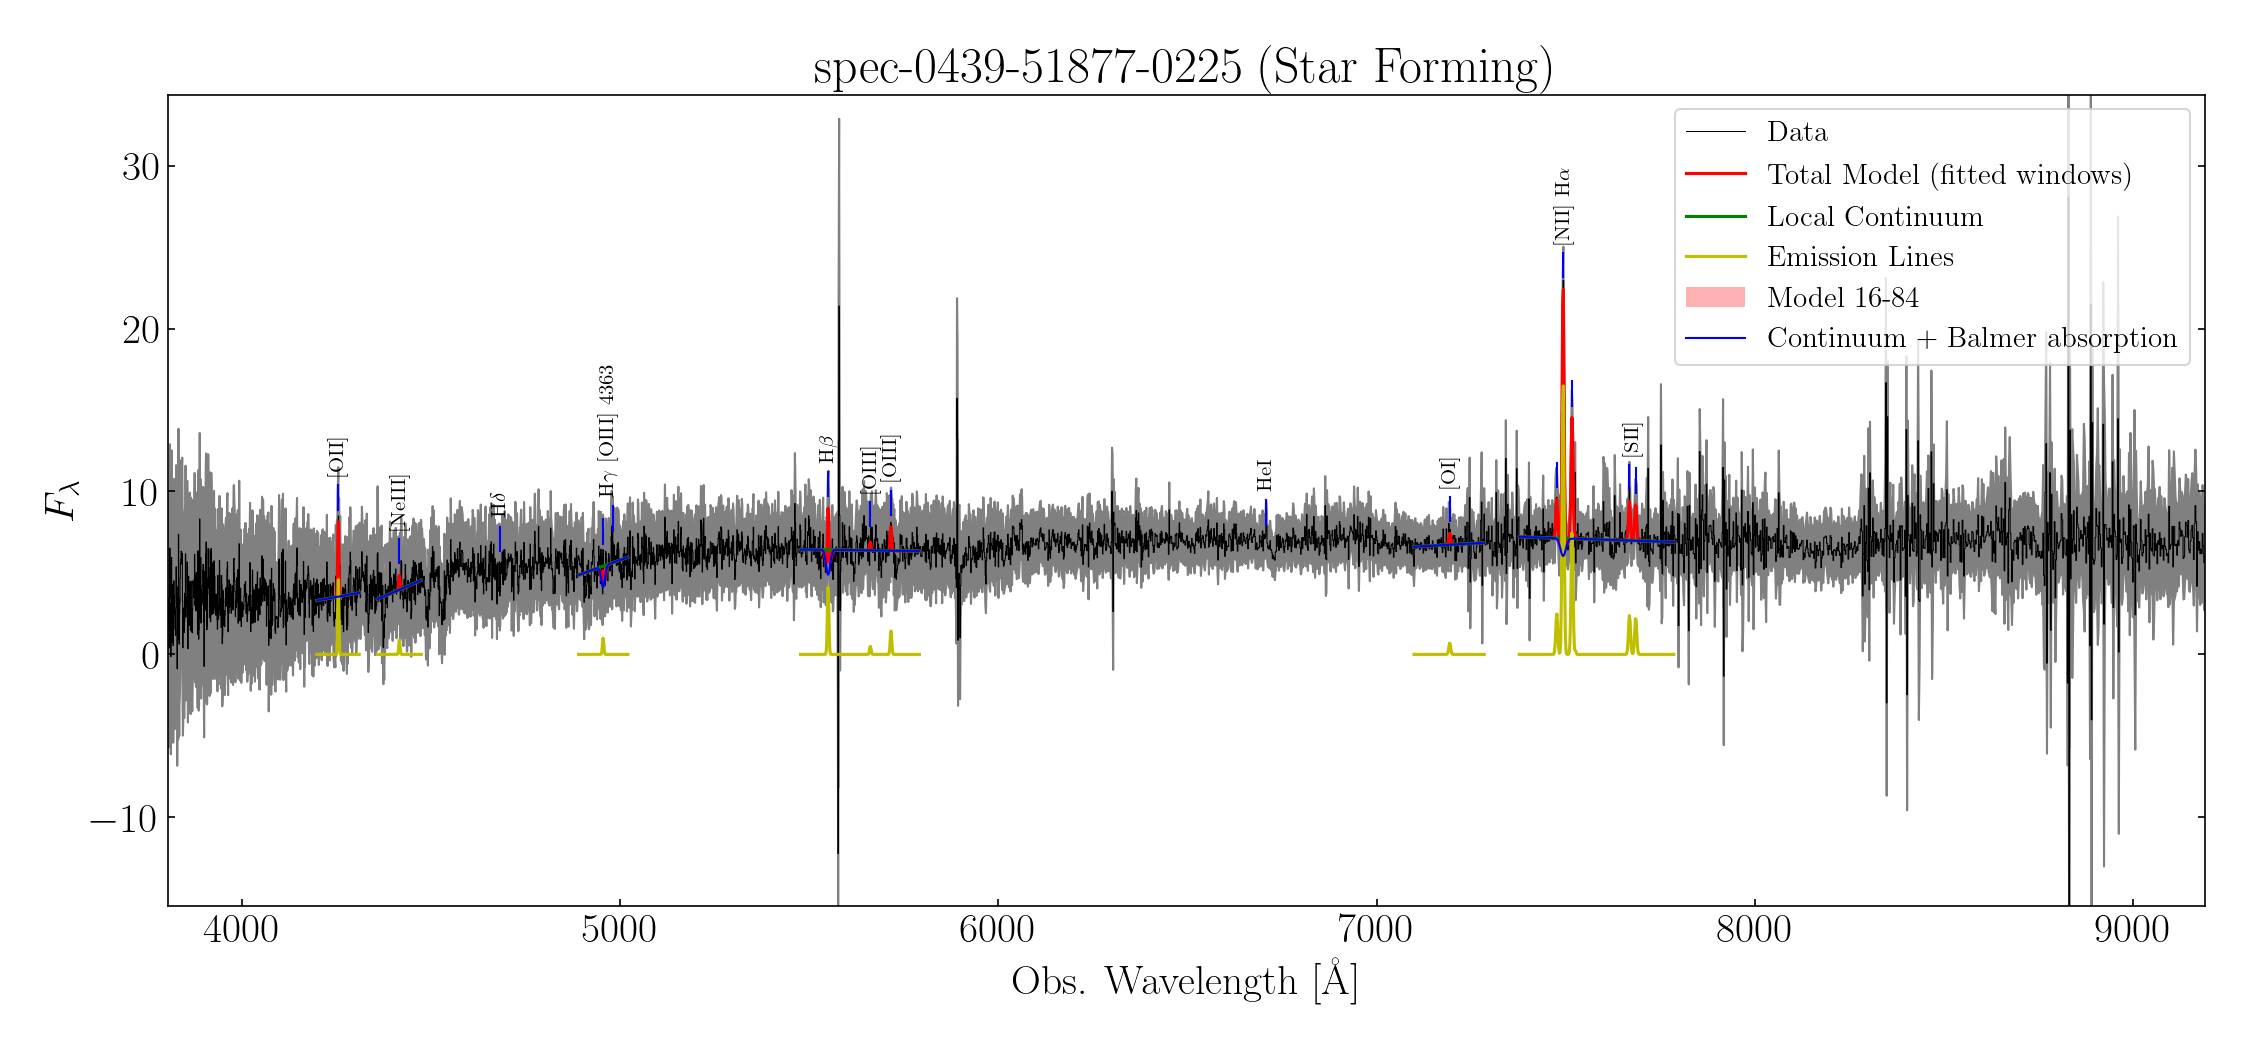 spec-0439-51877-0225 (Star Forming)
Data
Total Model (fitted windows)
Local Continuum
Emission Lines
Model 16-84
Continuum + Balmer absorption
[OII]
[NeIII]
Hδ
Hγ [OIII] 4363
Hβ
[OIII]
[OIII]
HeI
[OI]
[NII] Hα
[SII]
30
20
10
0
−10
F_λ
4000
5000
6000
7000
8000
9000
Obs. Wavelength [Å]